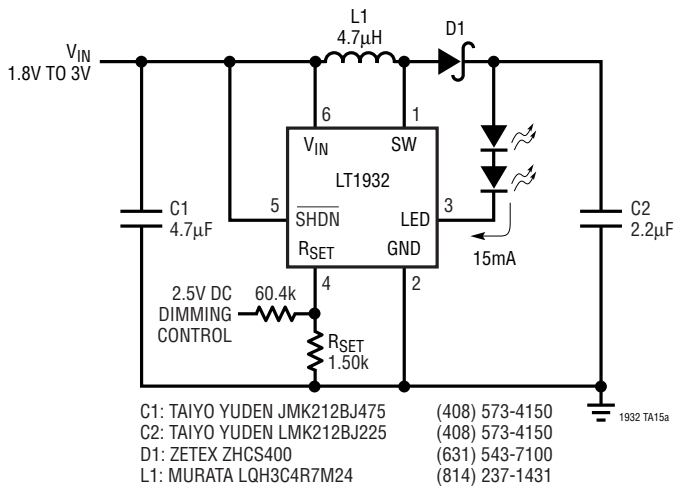 L1
4.7µH
D1
VIN
1.8V TO 3V
6
1
VIN
SW
LT1932
C1
4.7µF
5
SHDN
LED
3
C2
2.2µF
RSET
GND
15mA
4
2
2.5V DC
DIMMING
CONTROL
60.4k
RSET
1.50k
C1: TAIYO YUDEN JMK212BJ475 (408) 573-4150
C2: TAIYO YUDEN LMK212BJ225 (408) 573-4150
D1: ZETEX ZHCS400 (631) 543-7100
L1: MURATA LQH3C4R7M24 (814) 237-1431
1932 TA15a